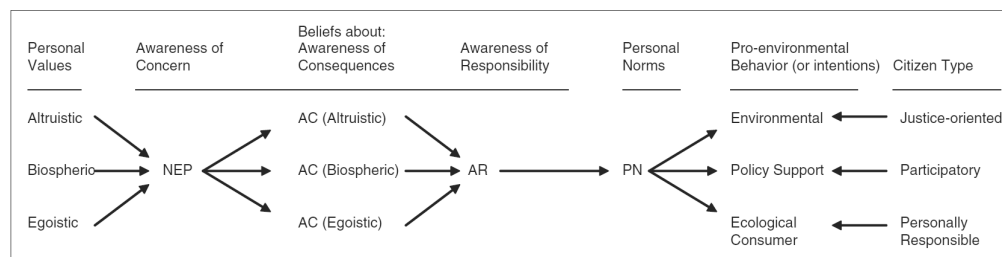 Personal
Values
Awareness of
Concern
Beliefs about:
Awareness of
Consequences
Awareness of
Responsibility
Personal
Norms
Pro-environmental
Behavior (or intentions)
Citizen Type
Altruistic
AC (Altruistic)
Environmental
Justice-oriented
Biospheric
NEP
AC (Biospheric)
AR
PN
Policy Support
Participatory
Egoistic
AC (Egoistic)
Ecological
Consumer
Personally
Responsible